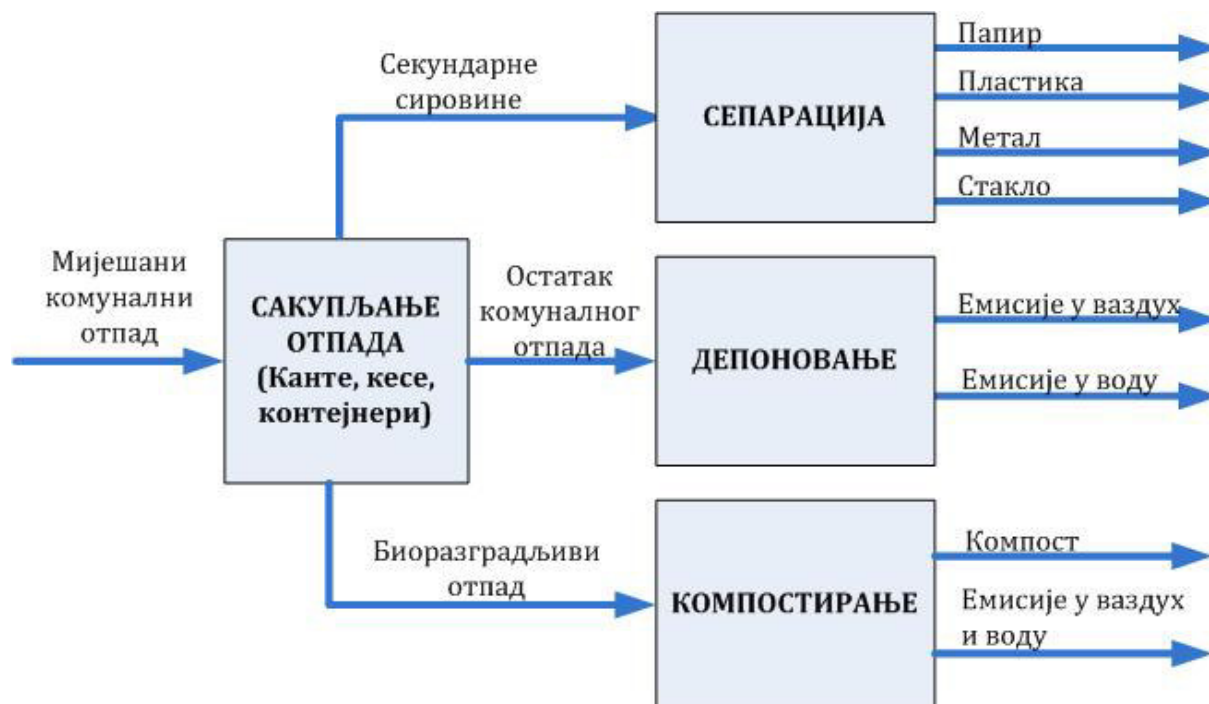 Мијешани
комунални
отпад
САКУПЉАЊЕ
ОТПАДА
(Канте, кесе,
контејнери)
Секундарне
сировине
СЕПАРАЦИЈА
Папир
Пластика
Метал
Стакло
Остатак
комуналног
отпада
ДЕПОНОВАЊЕ
Емисије у ваздух
Емисије у воду
Биоразградљиви
отпад
КОМПОСТИРАЊЕ
Компост
Емисије у ваздух
и воду